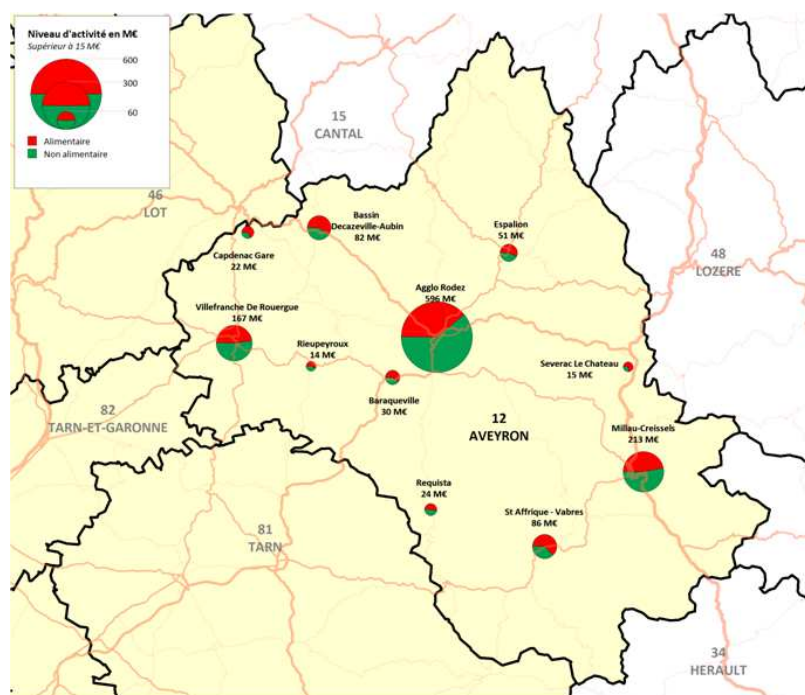 Niveau d'activité en M€
Supérieur à 15 M€
600
300
60
Alimentaire
Non alimentaire
15
CANTAL
46
LOT
Bassin
Decazeville-Aubin
82 M€
Espalion
51 M€
48
LOZERE
Capdenac Gare
22 M€
Agglo Rodez
596 M€
Villefranche De Rouergue
167 M€
Rieupeyroux
14 M€
Severac Le Chateau
15 M€
Baraqueville
30 M€
82
TARN-ET-GARONNE
12
AVEYRON
Millau-Creissels
213 M€
Requista
24 M€
St Affrique - Vabres
86 M€
81
TARN
34
HERAULT